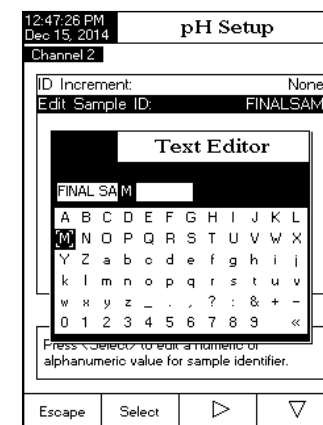 12:47:26 PM
Dec 15, 2014
pH Setup
Channel 2
ID Increment: None
Edit Sample ID: FINALSAM
Text Editor
FINAL SA M
A B C D E F G H I J K L
M N O P Q R S T U V W X
Y Z a b c d e f g h i j
k l m n o p q r s t u v
w x y z _ . , ? : & + -
0 1 2 3 4 5 6 7 8 9 «
Press <Select> to edit a numeric or
alphanumeric value for sample identifier.
Escape Select ▷ ▽